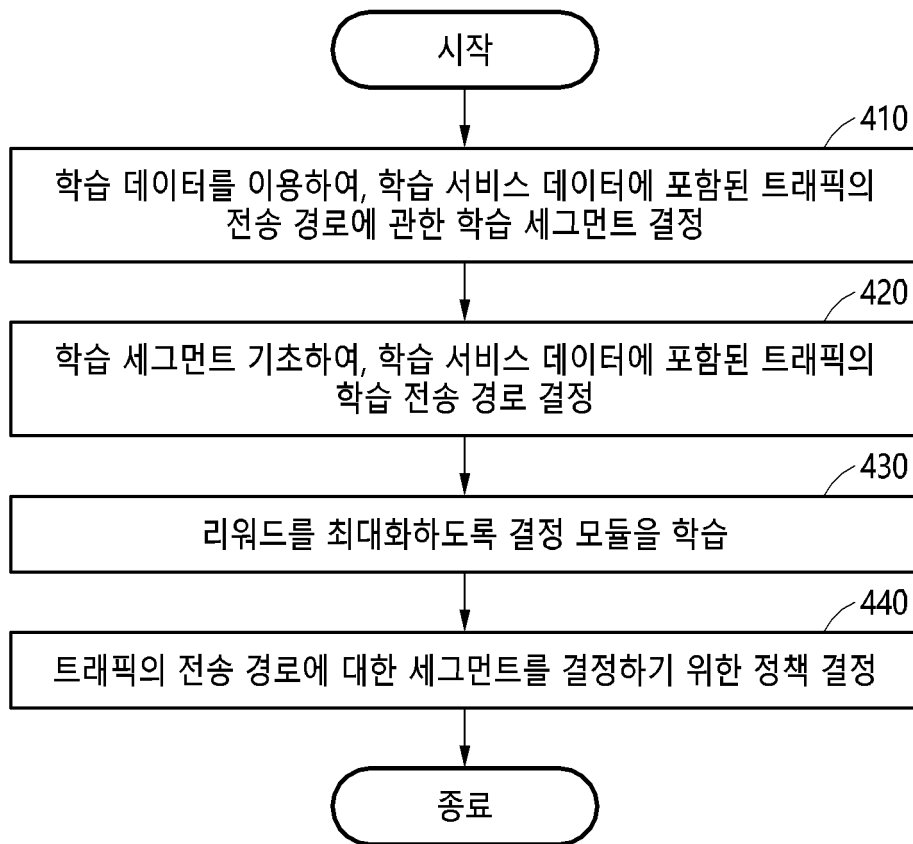 시작
410
학습 데이터를 이용하여, 학습 서비스 데이터에 포함된 트래픽의
전송 경로에 관한 학습 세그먼트 결정
420
학습 세그먼트 기초하여, 학습 서비스 데이터에 포함된 트래픽의
학습 전송 경로 결정
430
리워드를 최대화하도록 결정 모듈을 학습
440
트래픽의 전송 경로에 대한 세그먼트를 결정하기 위한 정책 결정
종료